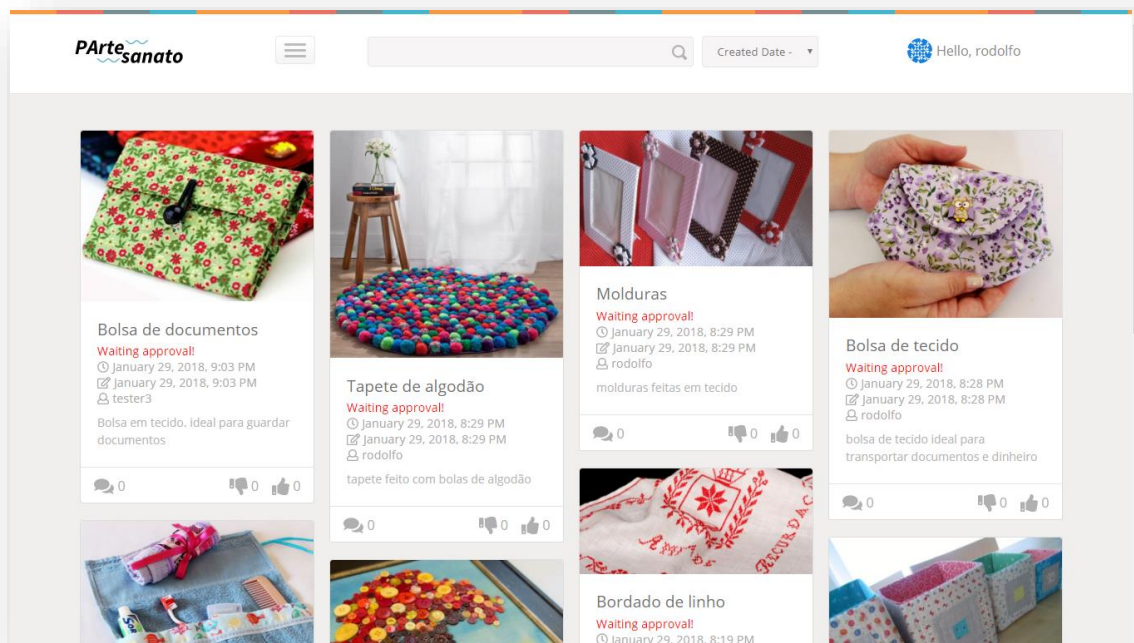 PArte
sanato
Created Date -
Hello, rodolfo
Bolsa de documentos
Waiting approval!
January 29, 2018, 9:03 PM
January 29, 2018, 9:03 PM
tester3
Bolsa em tecido. ideal para guardar
documentos
0 0 0
Tapete de algodão
Waiting approval!
January 29, 2018, 8:29 PM
January 29, 2018, 8:29 PM
rodolfo
tapete feito com bolas de algodão
0 0 0
Molduras
Waiting approval!
January 29, 2018, 8:29 PM
January 29, 2018, 8:29 PM
rodolfo
molduras feitas em tecido
0 0 0
Bolsa de tecido
Waiting approval!
January 29, 2018, 8:28 PM
January 29, 2018, 8:28 PM
rodolfo
bolsa de tecido ideal para
transportar documentos e dinheiro
0 0 0
Bordado de linho
Waiting approval!
January 29, 2018, 8:19 PM